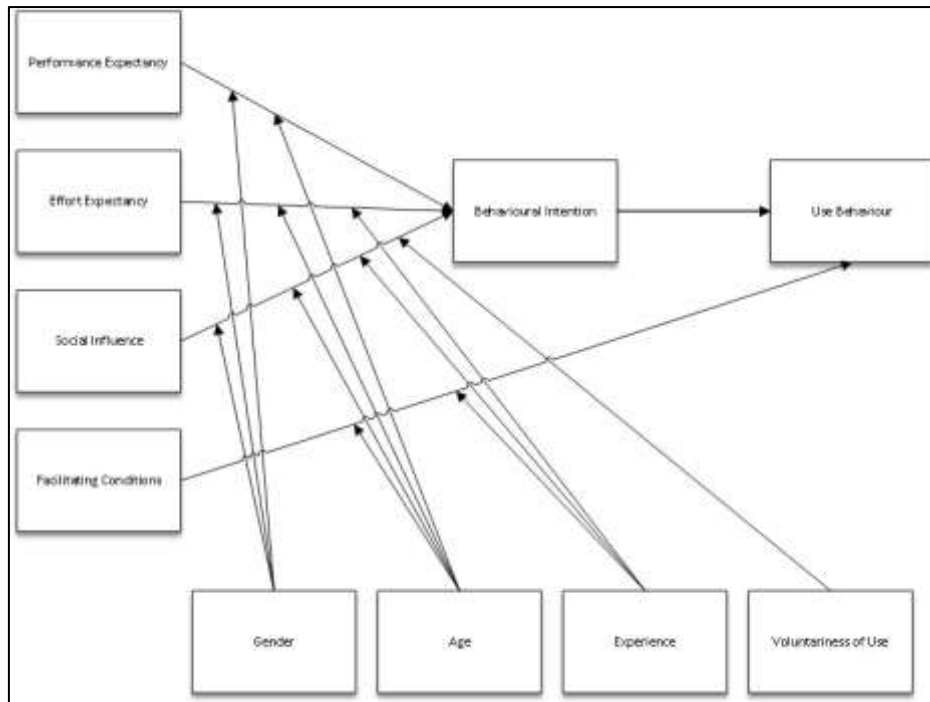 Performance Expectancy
Effort Expectancy
Behavioural Intention
Use Behaviour
Social Influence
Facilitating Conditions
Gender
Age
Experience
Voluntariness of Use